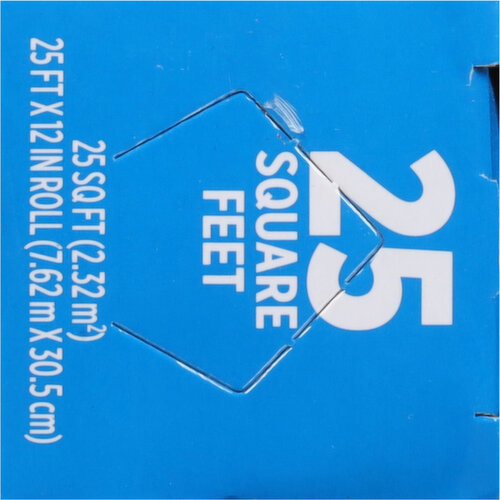 25
SQUARE
FEET
25 SQ FT (2.32 m²)
25 FT X 12 IN ROLL (7.62 m X 30.5 cm)